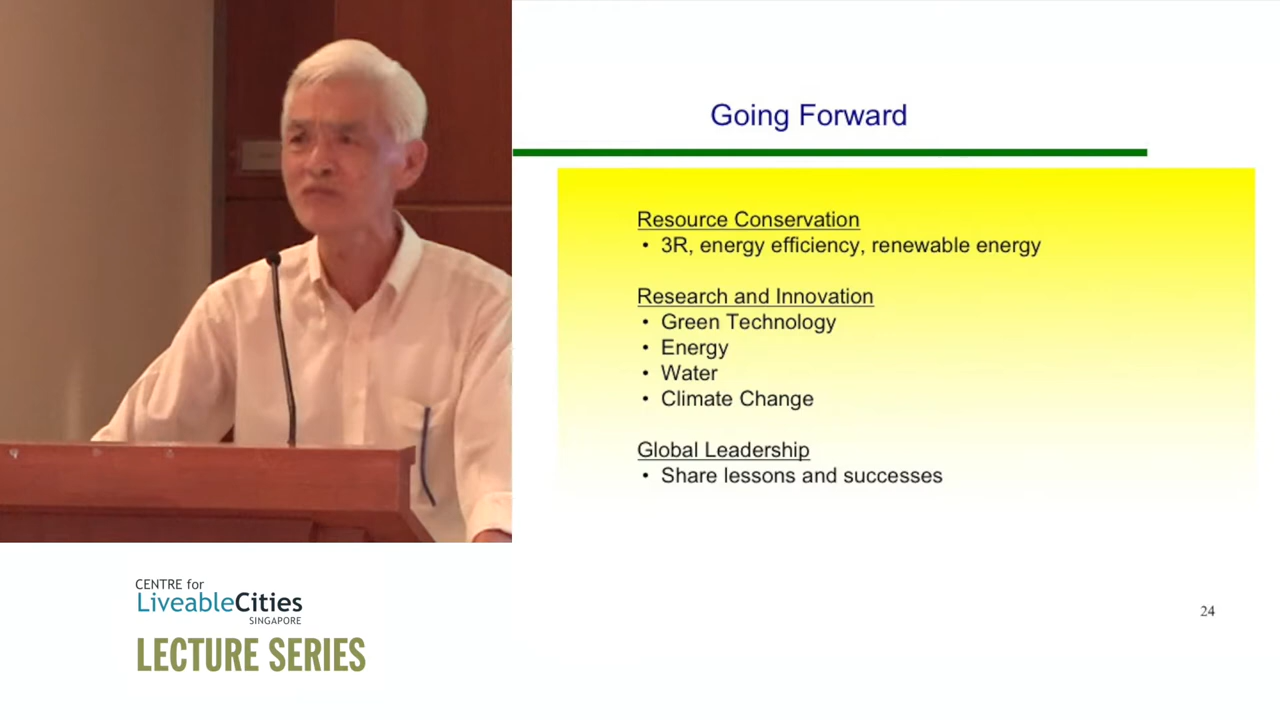 Going Forward
Resource Conservation
• 3R, energy efficiency, renewable energy
Research and Innovation
• Green Technology
• Energy
• Water
• Climate Change
Global Leadership
• Share lessons and successes
24
CENTRE for
LiveableCities
SINGAPORE
LECTURE SERIES